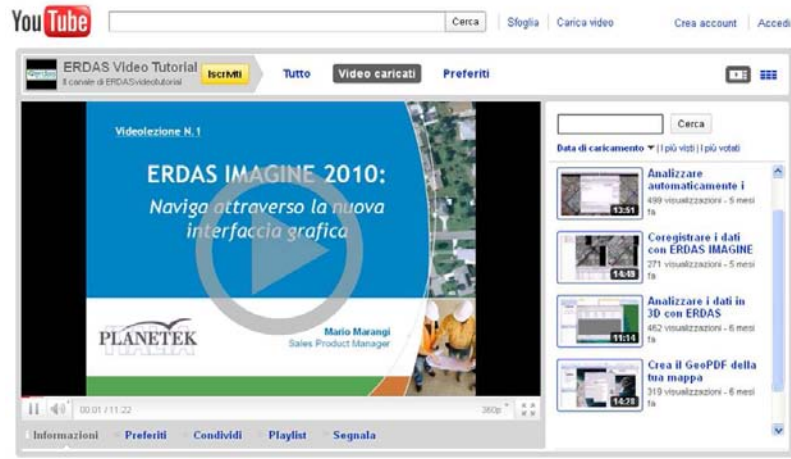 You Tube
Cerca
Sfoglia
Carica video
Crea account
Accedi
ERDAS Video Tutorial
Il canale di ERDASvideotutorial
Iscriviti
Tutto
Video caricati
Preferiti
Videolezione N.1
ERDAS IMAGINE 2010:
Naviga attraverso la nuova
interfaccia grafica
PLANETEK
ITALIA
Mario Marangi
Sales Product Manager
00:01 / 11:22
360p
Informazioni
Preferiti
Condividi
Playlist
Segnala
Cerca
Data di caricamento | I più visti | I più votati
13:51
Analizzare
automaticamente i
499 visualizzazioni - 5 mesi
fa
14:49
Coregistrare i dati
con ERDAS IMAGINE
271 visualizzazioni - 5 mesi
fa
11:14
Analizzare i dati in
3D con ERDAS
462 visualizzazioni - 6 mesi
fa
14:28
Crea il GeoPDF della
tua mappa
319 visualizzazioni - 6 mesi
fa